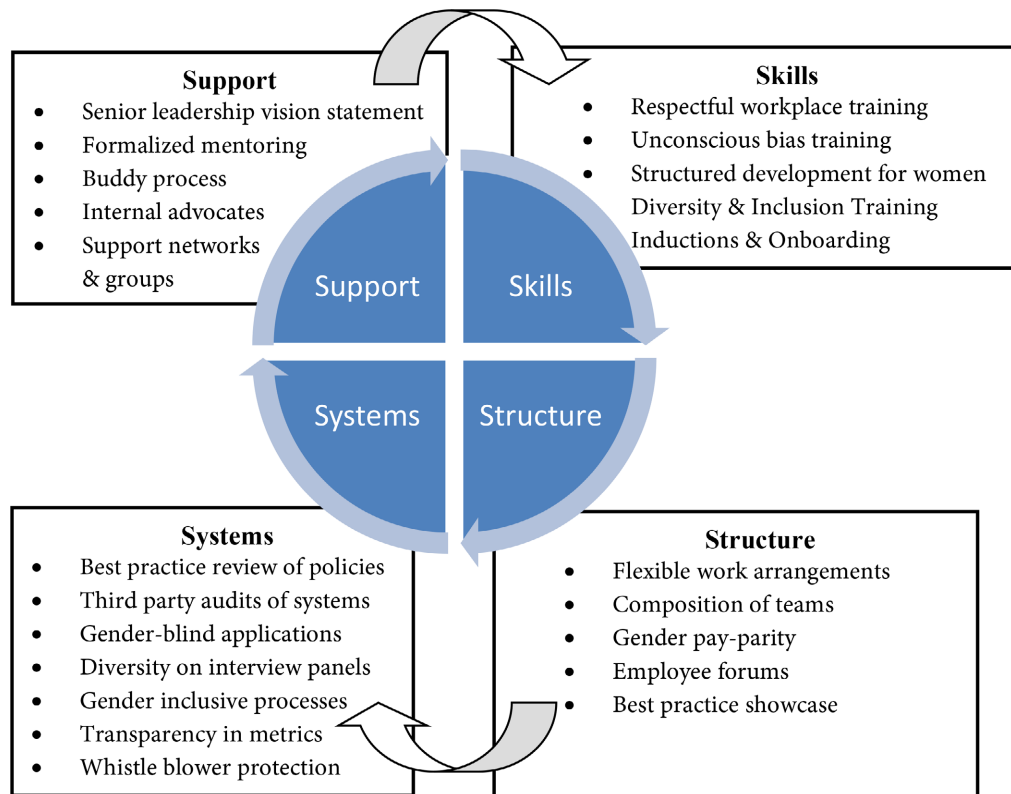 Support
• Senior leadership vision statement
• Formalized mentoring
• Buddy process
• Internal advocates
• Support networks
& groups
Skills
• Respectful workplace training
• Unconscious bias training
• Structured development for women
Diversity & Inclusion Training
Inductions & Onboarding
Support
Skills
Systems
Structure
Systems
• Best practice review of policies
• Third party audits of systems
• Gender-blind applications
• Diversity on interview panels
• Gender inclusive processes
• Transparency in metrics
• Whistle blower protection
Structure
• Flexible work arrangements
• Composition of teams
• Gender pay-parity
• Employee forums
• Best practice showcase